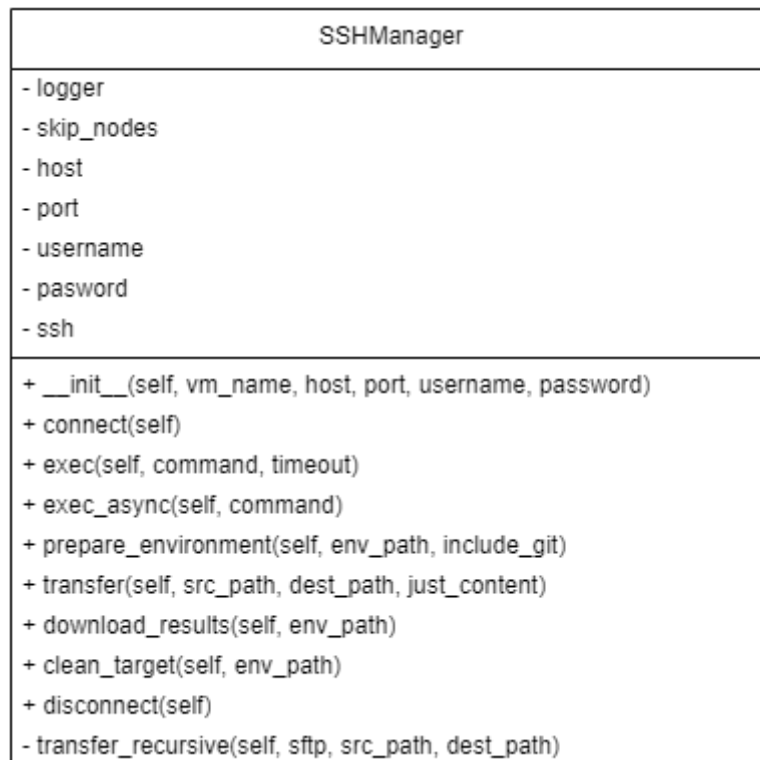 SSHManager
- logger
- skip_nodes
- host
- port
- username
- pasword
- ssh
+ __init__(self, vm_name, host, port, username, password)
+ connect(self)
+ exec(self, command, timeout)
+ exec_async(self, command)
+ prepare_environment(self, env_path, include_git)
+ transfer(self, src_path, dest_path, just_content)
+ download_results(self, env_path)
+ clean_target(self, env_path)
+ disconnect(self)
- transfer_recursive(self, sftp, src_path, dest_path)